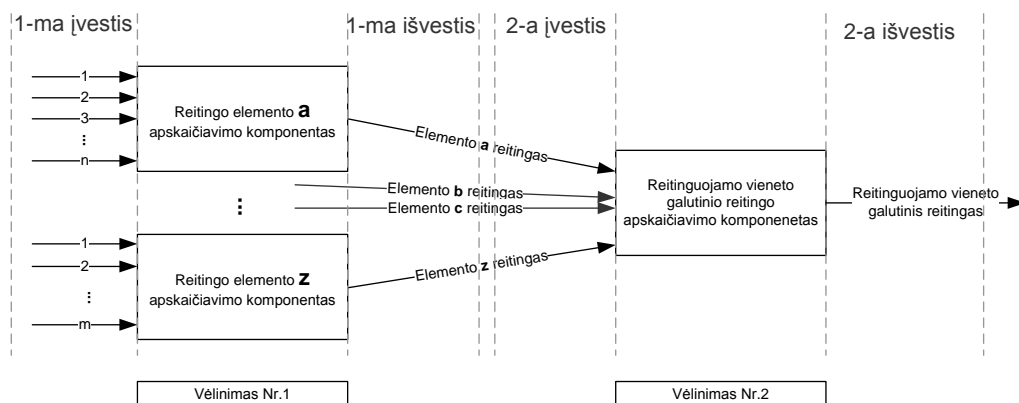 1-ma įvestis
1-ma išvestis
2-a įvestis
2-a išvestis
1
2
3
...
n
Reitingo elemento a
apskaičiavimo komponentas
Elemento a reitingas
Elemento b reitingas
Elemento c reitingas
...
1
2
...
m
Reitingo elemento z
apskaičiavimo komponentas
Elemento z reitingas
Reitinguojamo vieneto
galutinio reitingo
apskaičiavimo komponenetas
Reitinguojamo vieneto
galutinis reitingas
Vėlinimas Nr.1
Vėlinimas Nr.2